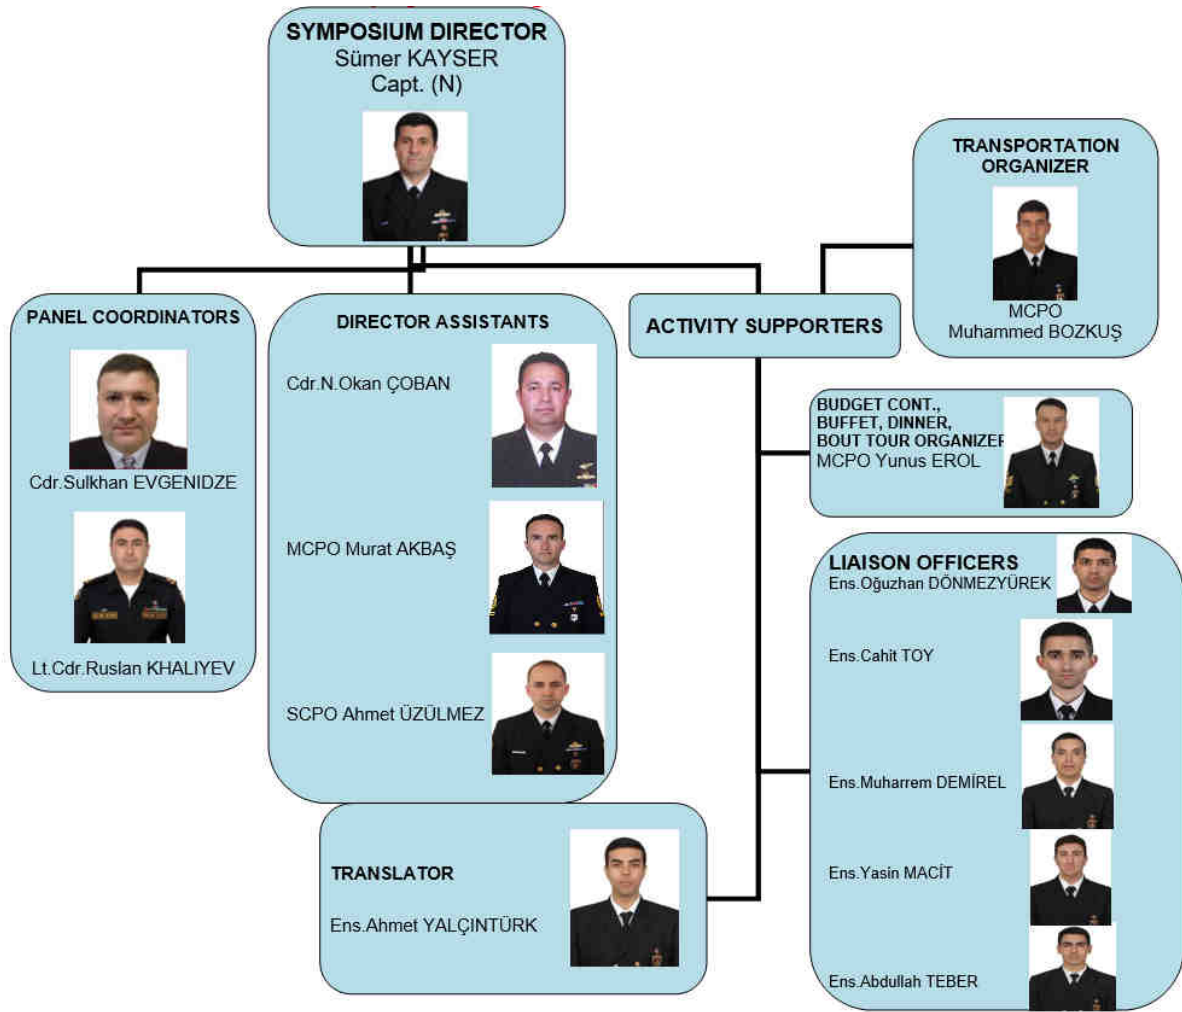 SYMPOSIUM DIRECTOR
Sümer KAYSER
Capt. (N)
TRANSPORTATION
ORGANIZER
MCPO
Muhammed BOZKUŞ
PANEL COORDINATORS
Cdr.Sulkhan EVGENIDZE
Lt.Cdr.Ruslan KHALIYEV
DIRECTOR ASSISTANTS
Cdr.N.Okan ÇOBAN
MCPO Murat AKBAŞ
SCPO Ahmet ÜZÜLMEZ
ACTIVITY SUPPORTERS
BUDGET CONT.,
BUFFET, DINNER,
BOUT TOUR ORGANIZER
MCPO Yunus EROL
LIAISON OFFICERS
Ens.Oğuzhan DÖNMEZYÜREK
Ens.Cahit TOY
Ens.Muharrem DEMİREL
Ens.Yasin MACİT
Ens.Abdullah TEBER
TRANSLATOR
Ens.Ahmet YALÇINTÜRK